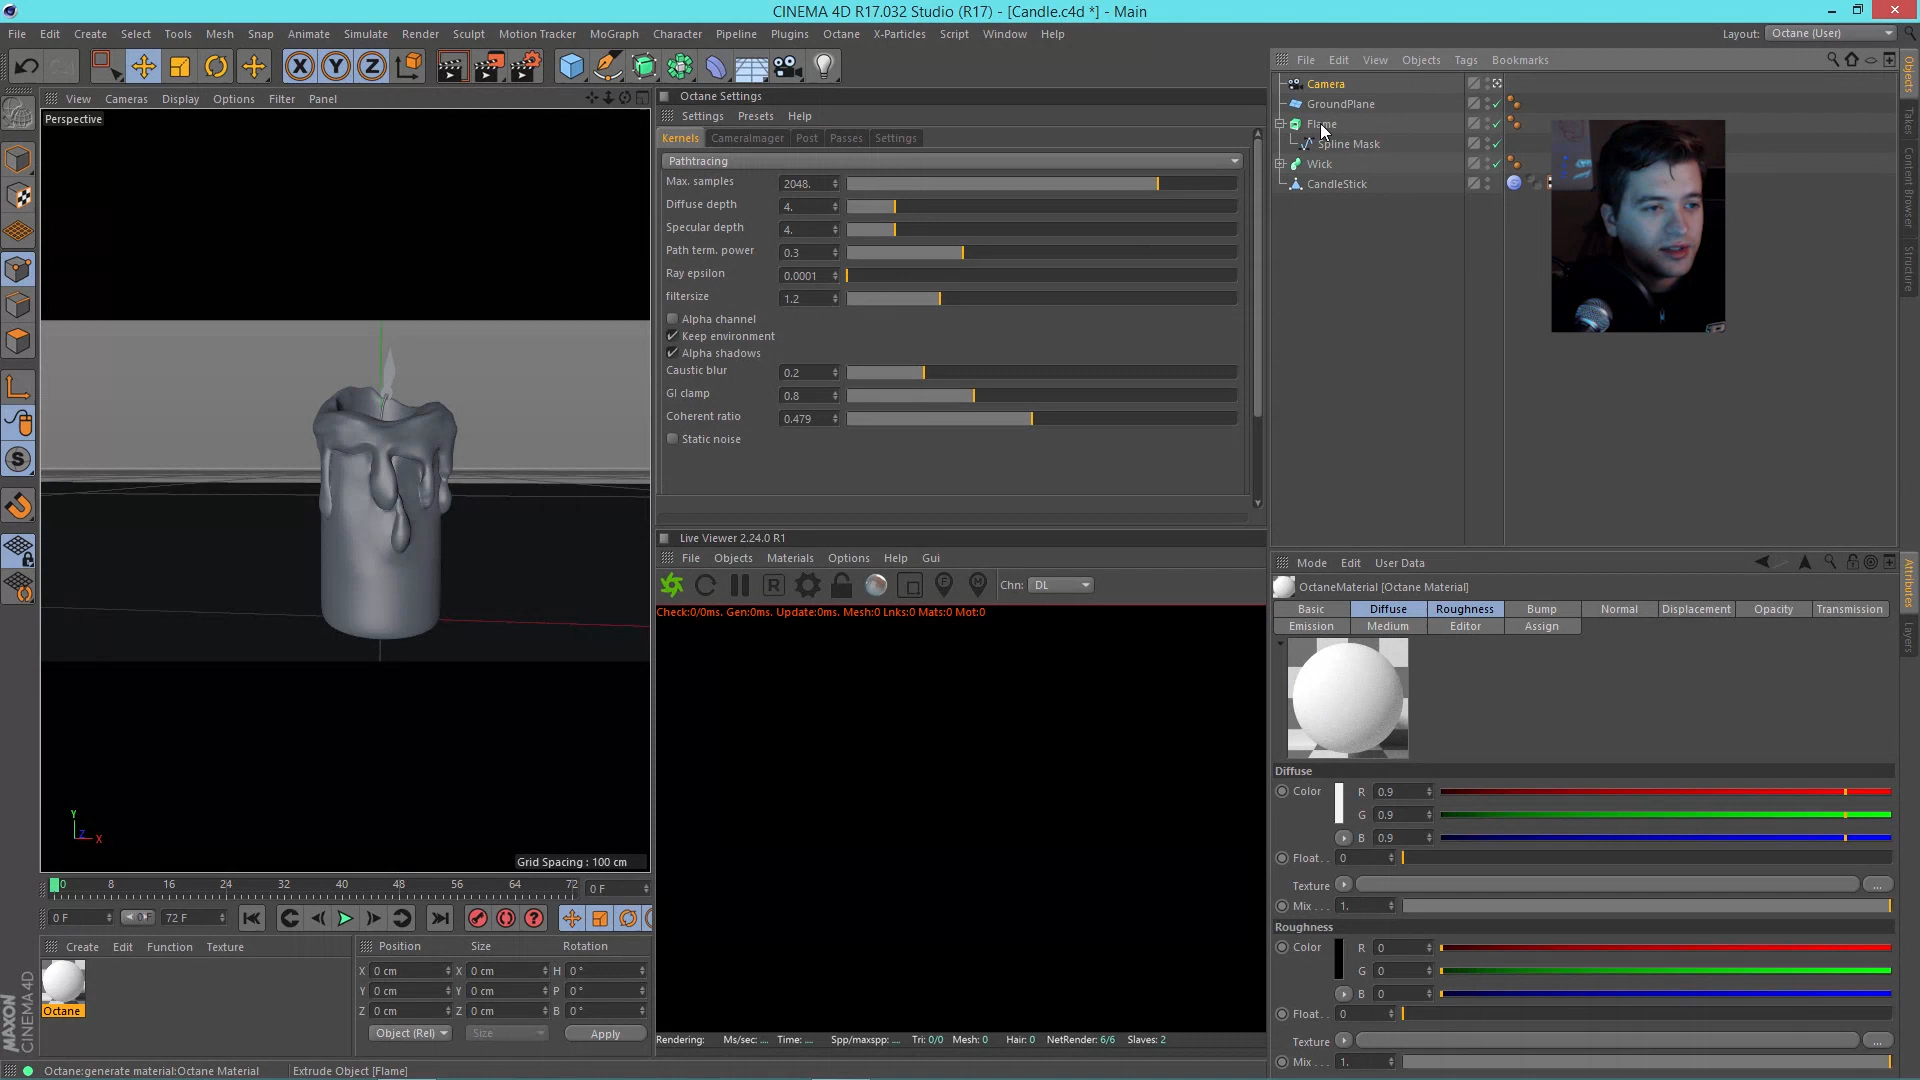 CINEMA 4D R17.032 Studio (R17) - [Candle.c4d *] - Main
File Edit Create Select Tools Mesh Snap Animate Simulate Render Sculpt Motion Tracker MoGraph Character Pipeline Plugins Octane X-Particles Script Window Help
Layout: Octane (User)
View Cameras Display Options Filter Panel
Perspective
Grid Spacing : 100 cm
Y
Z X
0 8 16 24 32 40 48 56 64 72 0 F
0 F 0 F 72 F
Create Edit Function Texture
Octane
Position Size Rotation
X 0 cm X 0 cm H 0 °
Y 0 cm Y 0 cm P 0 °
Z 0 cm Z 0 cm B 0 °
Object (Rel) Size Apply
MAXON
CINEMA 4D
Octane:generate material:Octane Material Extrude Object [Flame]
Octane Settings
Settings Presets Help
Kernels CameraImager Post Passes Settings
Pathtracing
Max. samples 2048.
Diffuse depth 4.
Specular depth 4.
Path term. power 0.3
Ray epsilon 0.0001
filtersize 1.2
Alpha channel
Keep environment
Alpha shadows
Caustic blur 0.2
GI clamp 0.8
Coherent ratio 0.479
Static noise
Live Viewer 2.24.0 R1
File Objects Materials Options Help Gui
Chn: DL
Check:0/0ms. Gen:0ms. Update:0ms. Mesh:0 Lnks:0 Mats:0 Mot:0
Rendering: Ms/sec: .... Time: .... Spp/maxspp: .... Tri: 0/0 Mesh: 0 Hair: 0 NetRender: 6/6 Slaves: 2
File Edit View Objects Tags Bookmarks
Camera
GroundPlane
Flame
Spline Mask
Wick
CandleStick
Objects
Takes
Content Browser
Structure
Mode Edit User Data
OctaneMaterial [Octane Material]
Basic Diffuse Roughness Bump Normal Displacement Opacity Transmission
Emission Medium Editor Assign
Diffuse
Color R 0.9
G 0.9
B 0.9
Float. . 0
Texture ...
Mix . . . 1.
Roughness
Color R 0
G 0
B 0
Float. . 0
Texture ...
Mix . . . 1.
Attributes
Layers